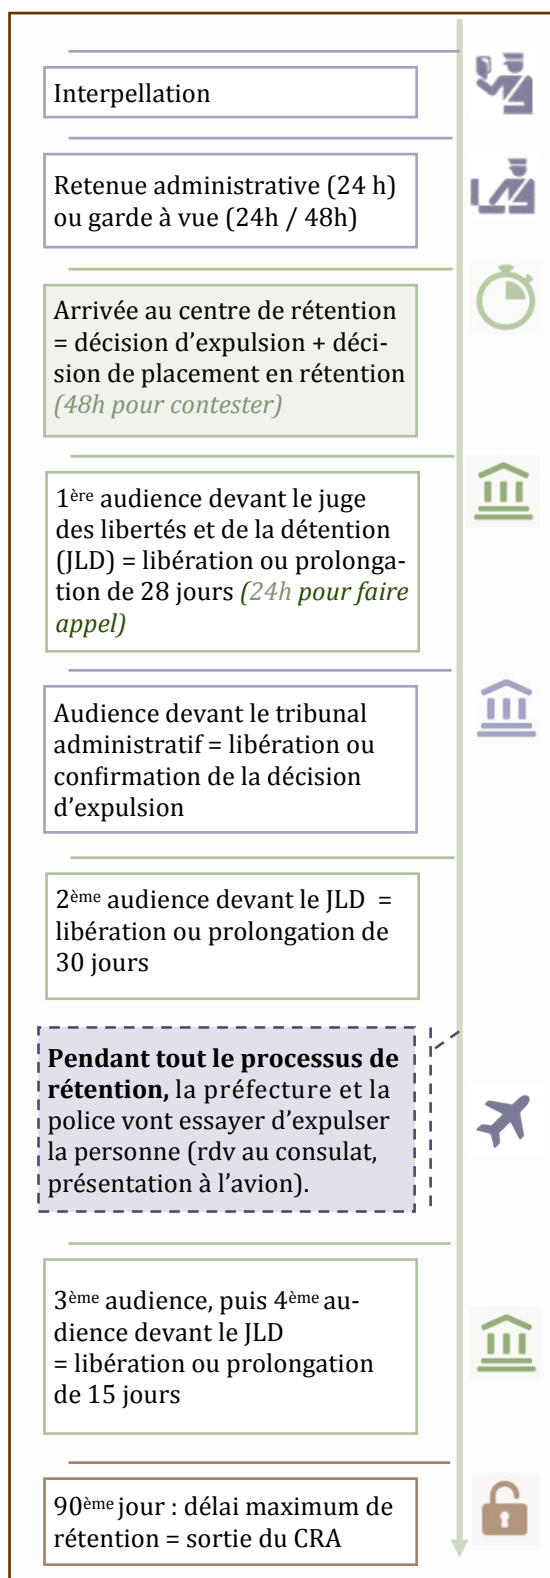 Interpellation
Retenue administrative (24 h)
ou garde à vue (24h / 48h)
Arrivée au centre de rétention
= décision d’expulsion + déci-
sion de placement en rétention
(48h pour contester)
1ère audience devant le juge
des libertés et de la détention
(JLD) = libération ou prolonga-
tion de 28 jours (24h pour faire
appel)
Audience devant le tribunal
administratif = libération ou
confirmation de la décision
d’expulsion
2ème audience devant le JLD =
libération ou prolongation de
30 jours
Pendant tout le processus de
rétention, la préfecture et la
police vont essayer d’expulser
la personne (rdv au consulat,
présentation à l’avion).
3ème audience, puis 4ème au-
dience devant le JLD
= libération ou prolongation
de 15 jours
90ème jour : délai maximum de
rétention = sortie du CRA